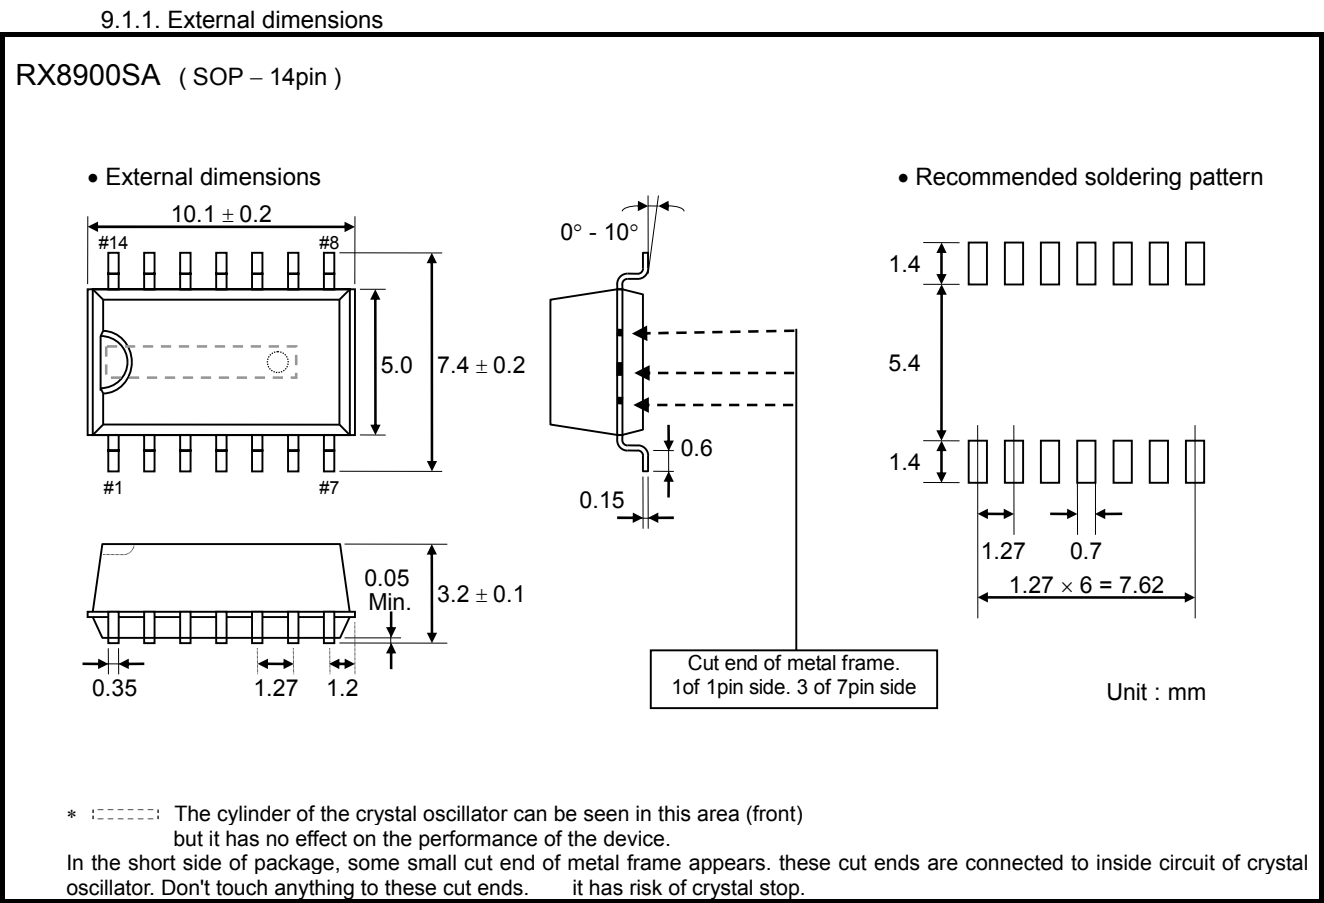 9.1.1. External dimensions
RX8900SA ( SOP – 14pin )
• External dimensions
10.1 ± 0.2
#14
#8
5.0
7.4 ± 0.2
#1
#7
0.05
Min.
3.2 ± 0.1
0.35
1.27
1.2
0° - 10°
0.6
0.15
Cut end of metal frame.
1of 1pin side. 3 of 7pin side
• Recommended soldering pattern
1.4
5.4
1.4
1.27
0.7
1.27 × 6 = 7.62
Unit : mm
* The cylinder of the crystal oscillator can be seen in this area (front)
but it has no effect on the performance of the device.
In the short side of package, some small cut end of metal frame appears. these cut ends are connected to inside circuit of crystal
oscillator. Don't touch anything to these cut ends. it has risk of crystal stop.